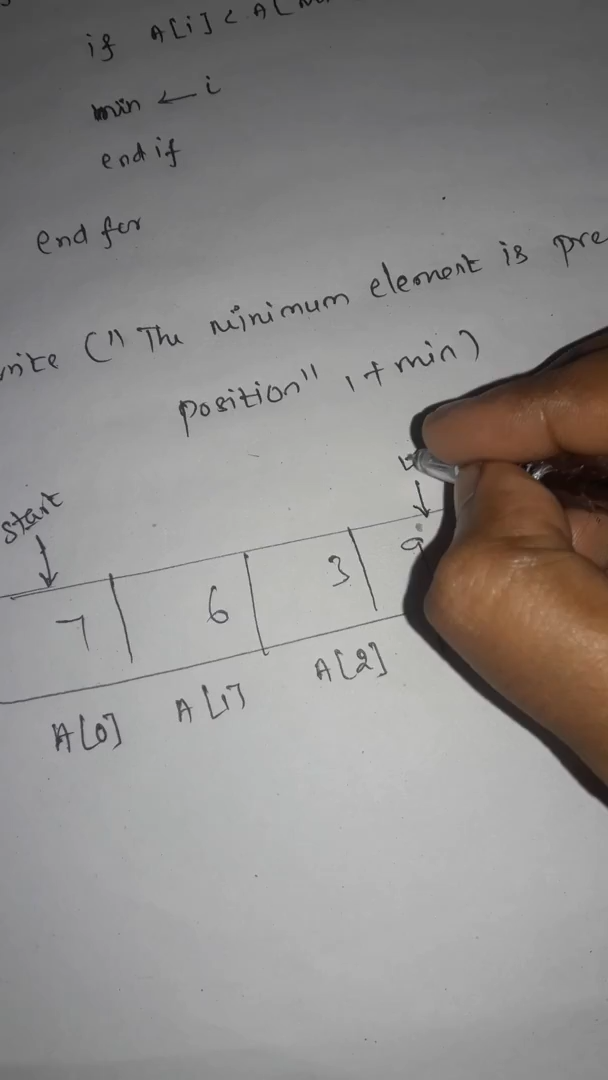 if A[i] < A[
min ← i
end if
end for
write ("The minimum element is pre
position", + min)
start
7 6 3 9
A[0] A[1] A[2]